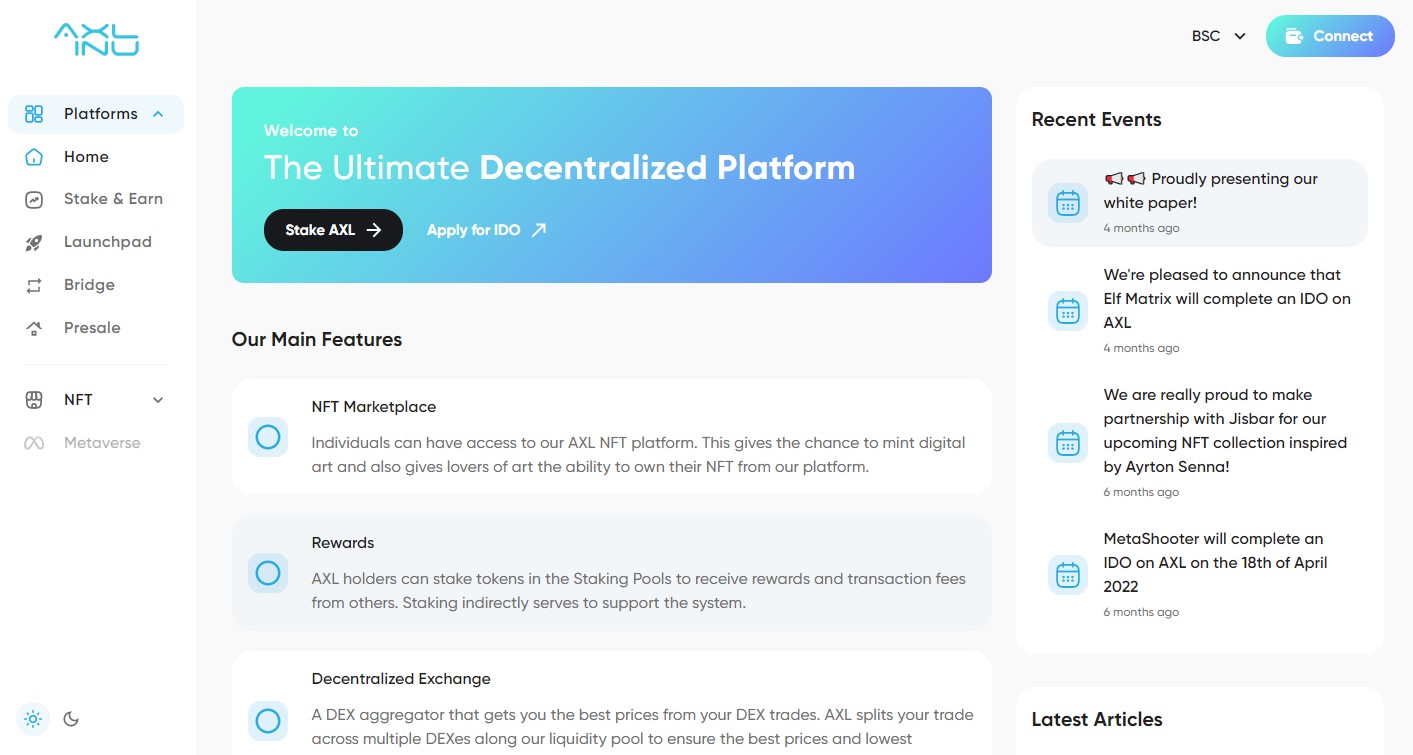 AXL
INU
Platforms
Home
Stake & Earn
Launchpad
Bridge
Presale
NFT
Metaverse
BSC
Connect
Welcome to
The Ultimate Decentralized Platform
Stake AXL
Apply for IDO
Our Main Features
NFT Marketplace
Individuals can have access to our AXL NFT platform. This gives the chance to mint digital
art and also gives lovers of art the ability to own their NFT from our platform.
Rewards
AXL holders can stake tokens in the Staking Pools to receive rewards and transaction fees
from others. Staking indirectly serves to support the system.
Decentralized Exchange
A DEX aggregator that gets you the best prices from your DEX trades. AXL splits your trade
across multiple DEXes along our liquidity pool to ensure the best prices and lowest
Recent Events
📢📢 Proudly presenting our
white paper!
4 months ago
We're pleased to announce that
Elf Matrix will complete an IDO on
AXL
4 months ago
We are really proud to make
partnership with Jisbar for our
upcoming NFT collection inspired
by Ayrton Senna!
6 months ago
MetaShooter will complete an
IDO on AXL on the 18th of April
2022
6 months ago
Latest Articles